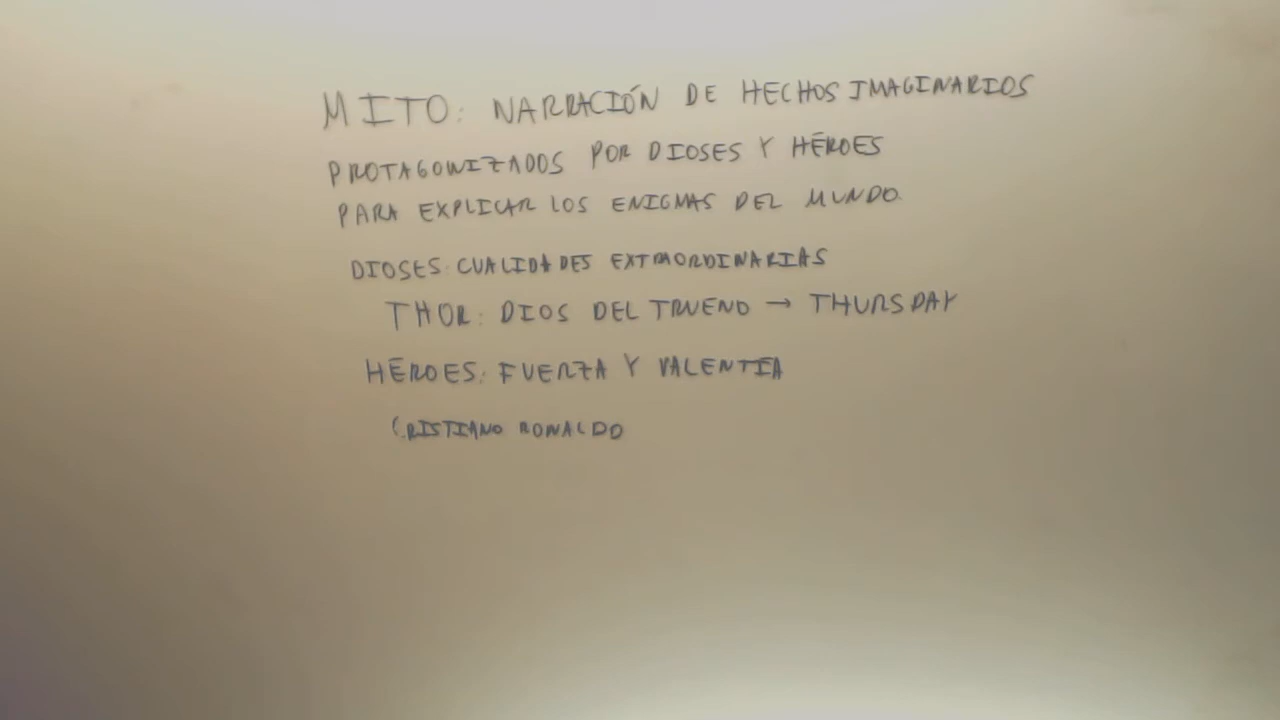 MITO: NARRACIÓN DE HECHOS IMAGINARIOS
PROTAGONIZADOS POR DIOSES Y HÉROES
PARA EXPLICAR LOS ENIGMAS DEL MUNDO.
DIOSES: CUALIDADES EXTRAORDINARIAS
THOR: DIOS DEL TRUENO → THURSDAY
HÉROES: FUERZA Y VALENTÍA
CRISTIANO RONALDO